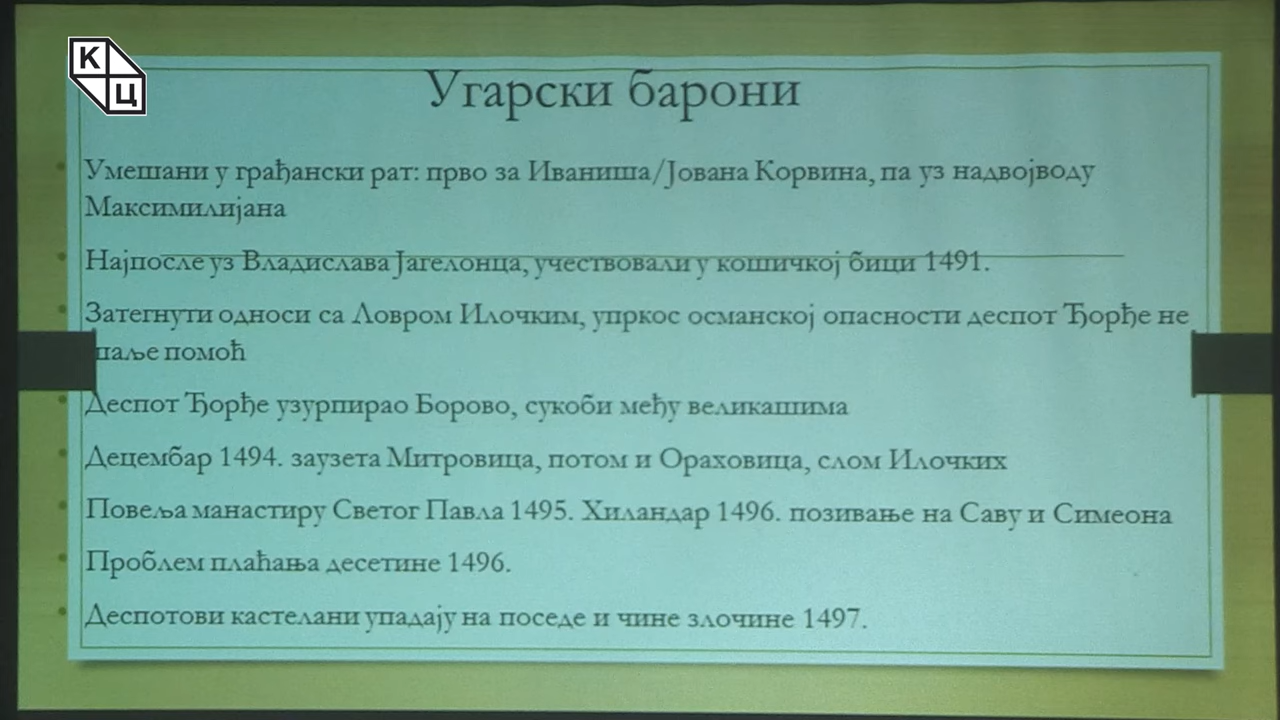 К
Ц
Угарски барони
Умешани у грађански рат: прво за Иваниша/Јована Корвина, па уз надвојводу
Максимилијана
Најпосле уз Владислава Јагелонца, учествовали у кошичкој бици 1491.
Затегнути односи са Ловром Илочким, упркос османској опасности деспот Ђорђе не
помоћ
Деспот Ђорђе узурпирао Борово, сукоби међу великашима
Децембар 1494. заузета Митровица, потом и Ораховица, слом Илочких
Повеља манастиру Светог Павла 1495. Хиландар 1496. позивање на Саву и Симеона
Проблем плаћања десетине 1496.
Деспотови кастелани упадају на поседе и чине злочине 1497.